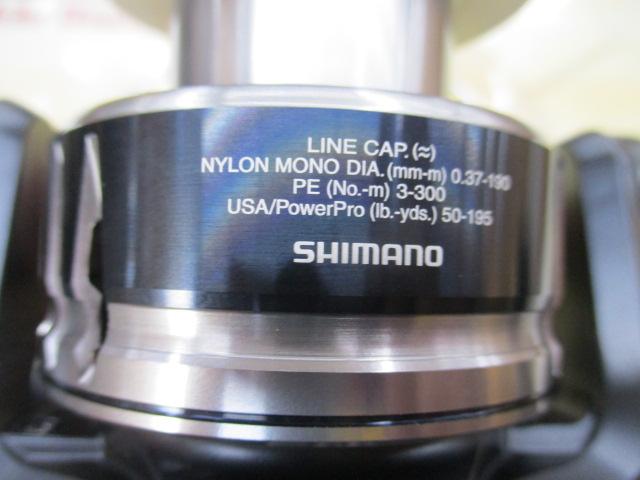 LINE CAP. (≈)
NYLON MONO DIA. (mm-m) 0.37-190
PE (No.-m) 3-300
USA/PowerPro (lb.-yds.) 50-195
SHIMANO